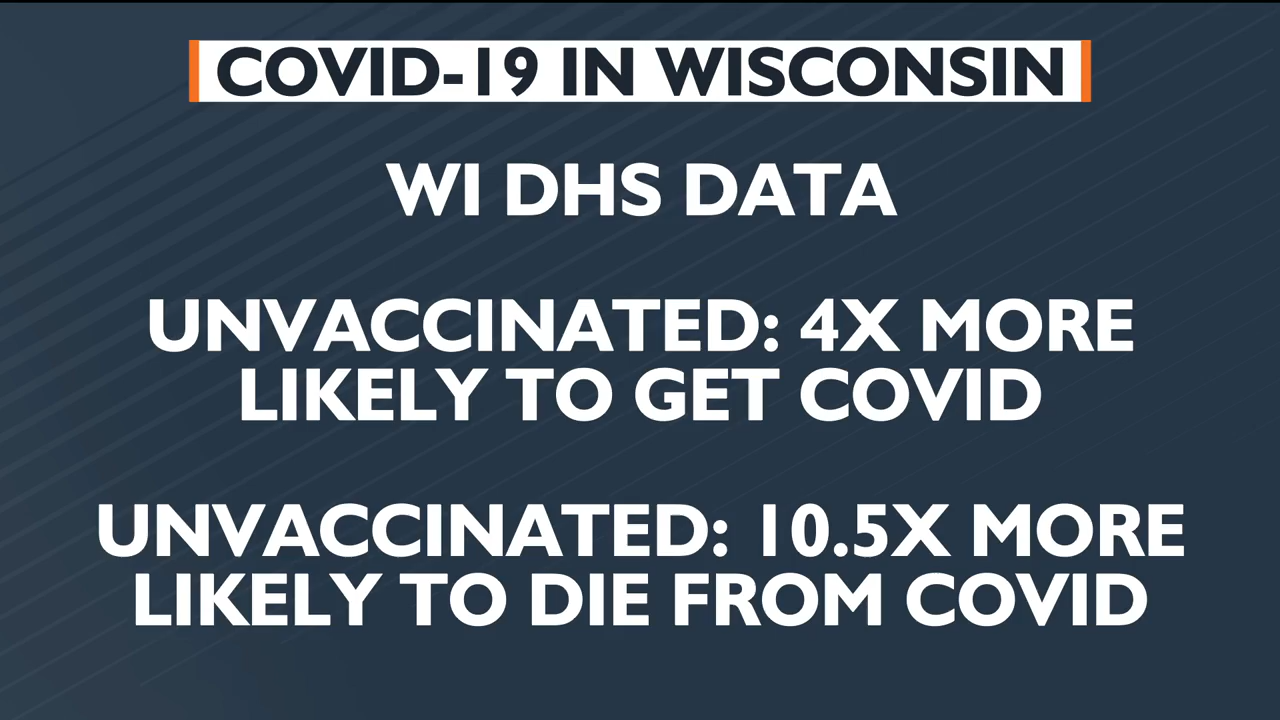 COVID-19 IN WISCONSIN
WI DHS DATA
UNVACCINATED: 4X MORE
LIKELY TO GET COVID
UNVACCINATED: 10.5X MORE
LIKELY TO DIE FROM COVID